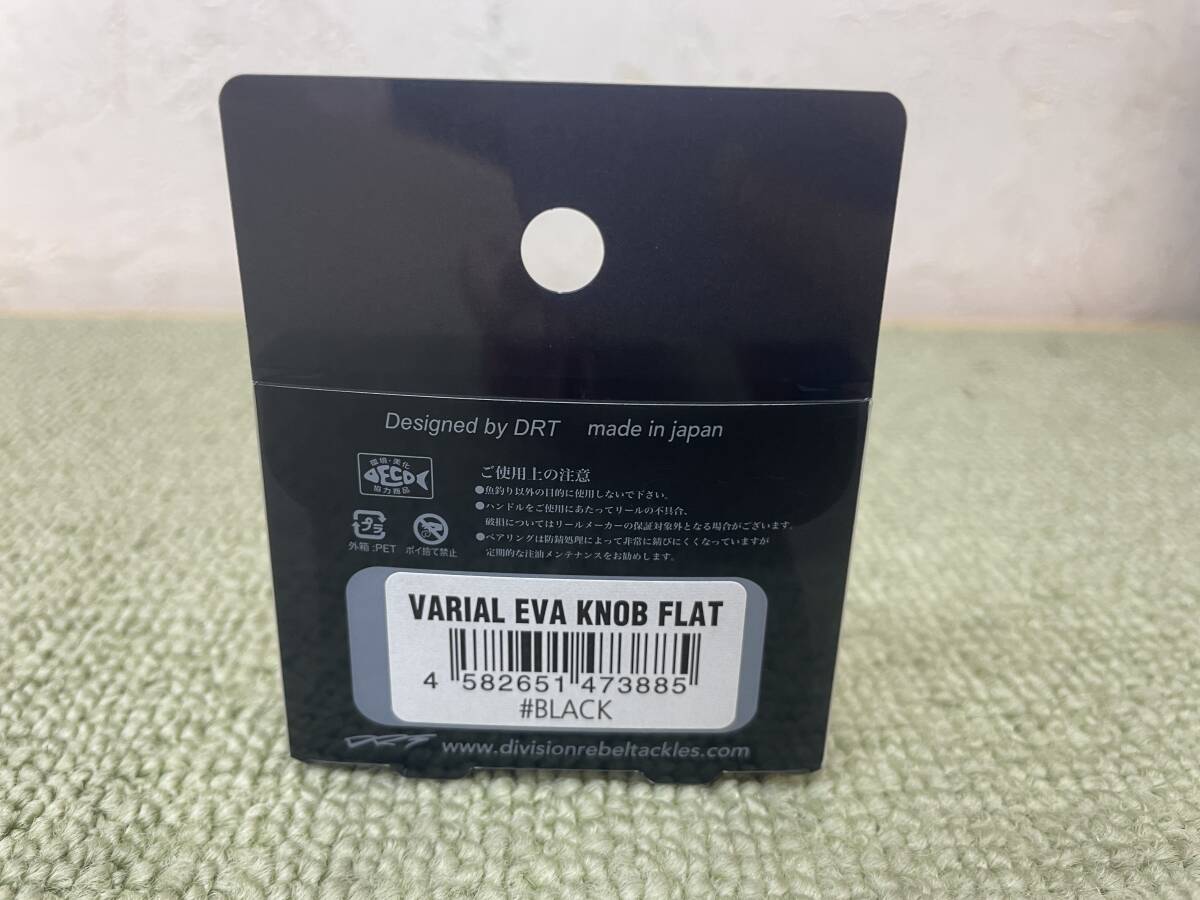 Designed by DRT made in japan
環境・美化
ECO
協力商品
プラ
外箱:PET ポイ捨て禁止
ご使用上の注意
●魚釣り以外の目的に使用しないで下さい。
●ハンドルをご使用にあたってリールの不具合、
破損についてはリールメーカーの保証対象外となる場合がございます。
●ベアリングは防錆処理によって非常に錆びにくくなっていますが
定期的な注油メンテナンスをお勧めします。
VARIAL EVA KNOB FLAT
4 582651 473885
#BLACK
DRT www.divisionrebeltackles.com